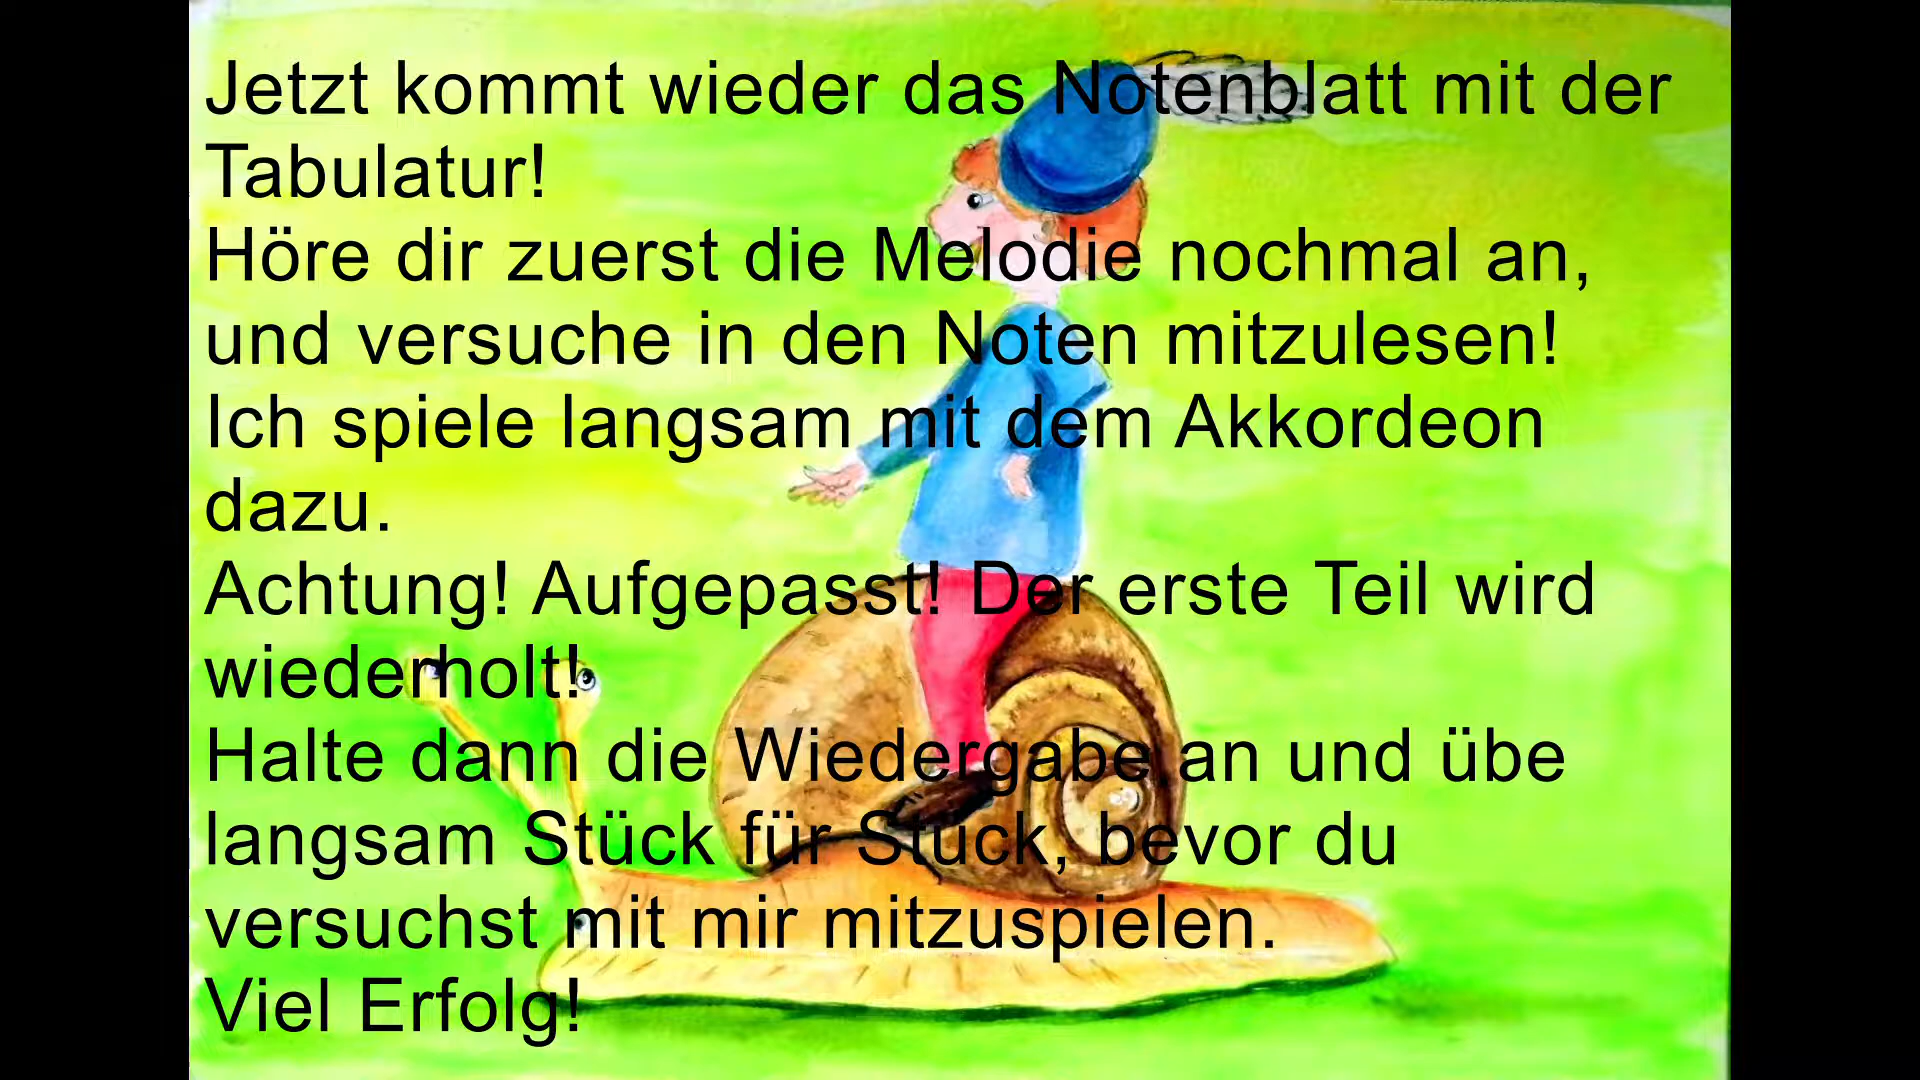 Jetzt kommt wieder das Notenblatt mit der
Tabulatur!
Höre dir zuerst die Melodie nochmal an,
und versuche in den Noten mitzulesen!
Ich spiele langsam mit dem Akkordeon
dazu.
Achtung! Aufgepasst! Der erste Teil wird
wiederholt!
Halte dann die Wiedergabe an und übe
langsam Stück für Stück, bevor du
versuchst mit mir mitzuspielen.
Viel Erfolg!